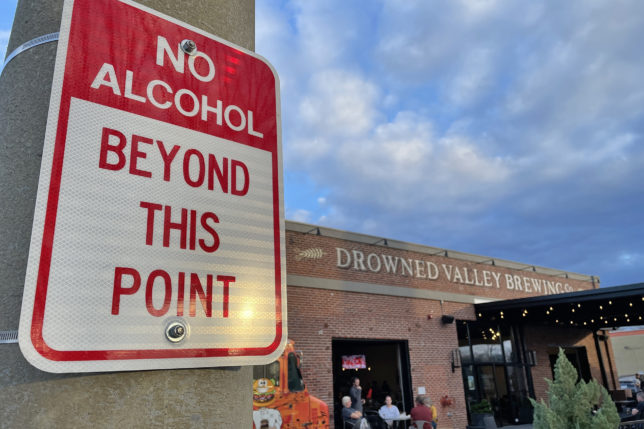 NO
ALCOHOL
BEYOND
THIS
POINT
DROWNED VALLEY BREWING CO